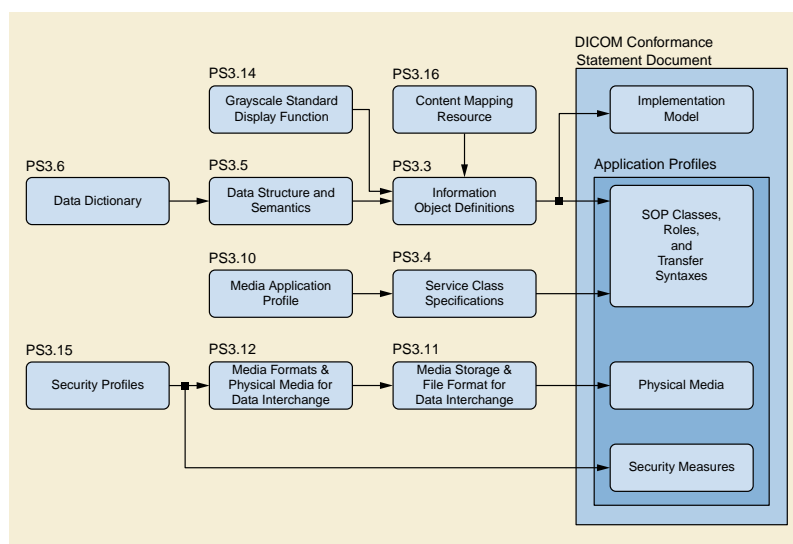 DICOM Conformance
Statement Document
PS3.14
Grayscale Standard
Display Function
PS3.16
Content Mapping
Resource
Implementation
Model
PS3.6
Data Dictionary
PS3.5
Data Structure and
Semantics
PS3.3
Information
Object Definitions
Application Profiles
SOP Classes,
Roles,
and
Transfer
Syntaxes
PS3.10
Media Application
Profile
PS3.4
Service Class
Specifications
PS3.15
Security Profiles
PS3.12
Media Formats &
Physical Media for
Data Interchange
PS3.11
Media Storage &
File Format for
Data Interchange
Physical Media
Security Measures